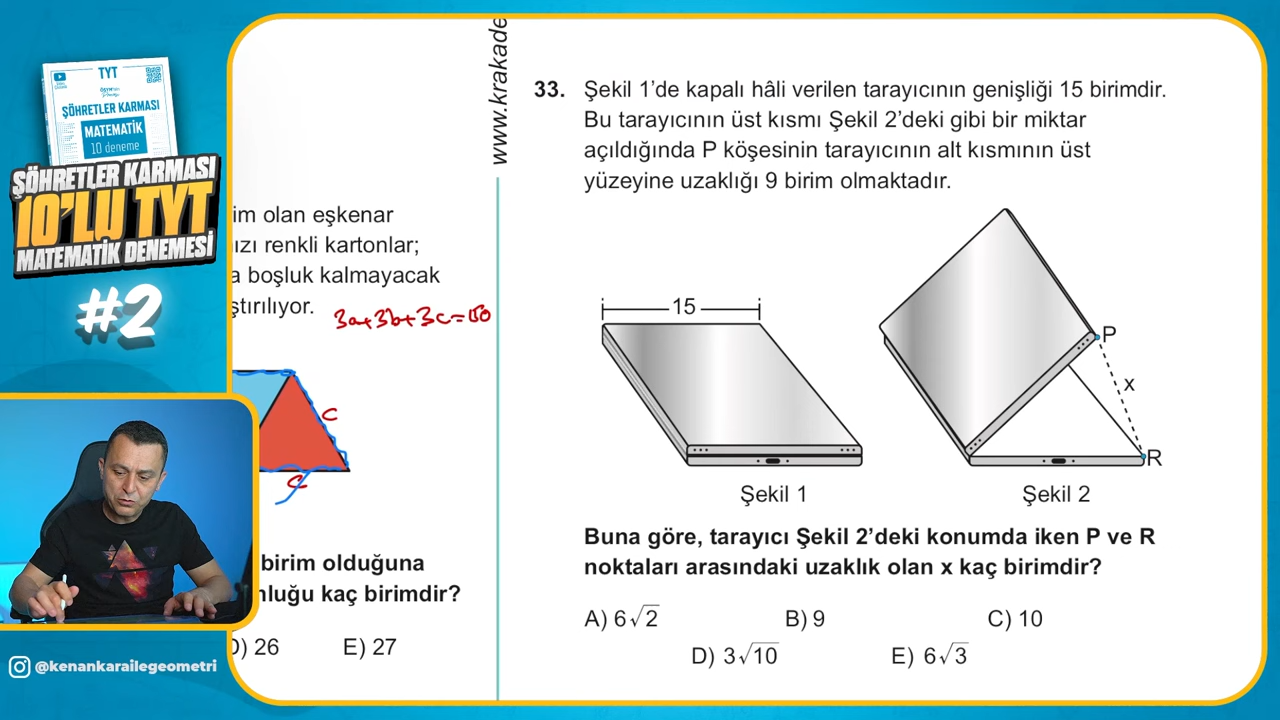 TYT
ŞÖHRETLER KARMASI
MATEMATİK
10 deneme
ŞÖHRETLER KARMASI
10'LU TYT
MATEMATİK DENEMESİ
#2
@kenankarailegeometri
im olan eşkenar
ızı renkli kartonlar;
a boşluk kalmayacak
ştırılıyor.
3a+3b+3c=150
c
c
birim olduğuna
nluğu kaç birimdir?
D) 26 E) 27
www.krakade
33. Şekil 1'de kapalı hâli verilen tarayıcının genişliği 15 birimdir.
Bu tarayıcının üst kısmı Şekil 2'deki gibi bir miktar
açıldığında P köşesinin tarayıcının alt kısmının üst
yüzeyine uzaklığı 9 birim olmaktadır.
15
P
x
R
Şekil 1 Şekil 2
Buna göre, tarayıcı Şekil 2'deki konumda iken P ve R
noktaları arasındaki uzaklık olan x kaç birimdir?
A) 6√2 B) 9 C) 10
D) 3√10 E) 6√3